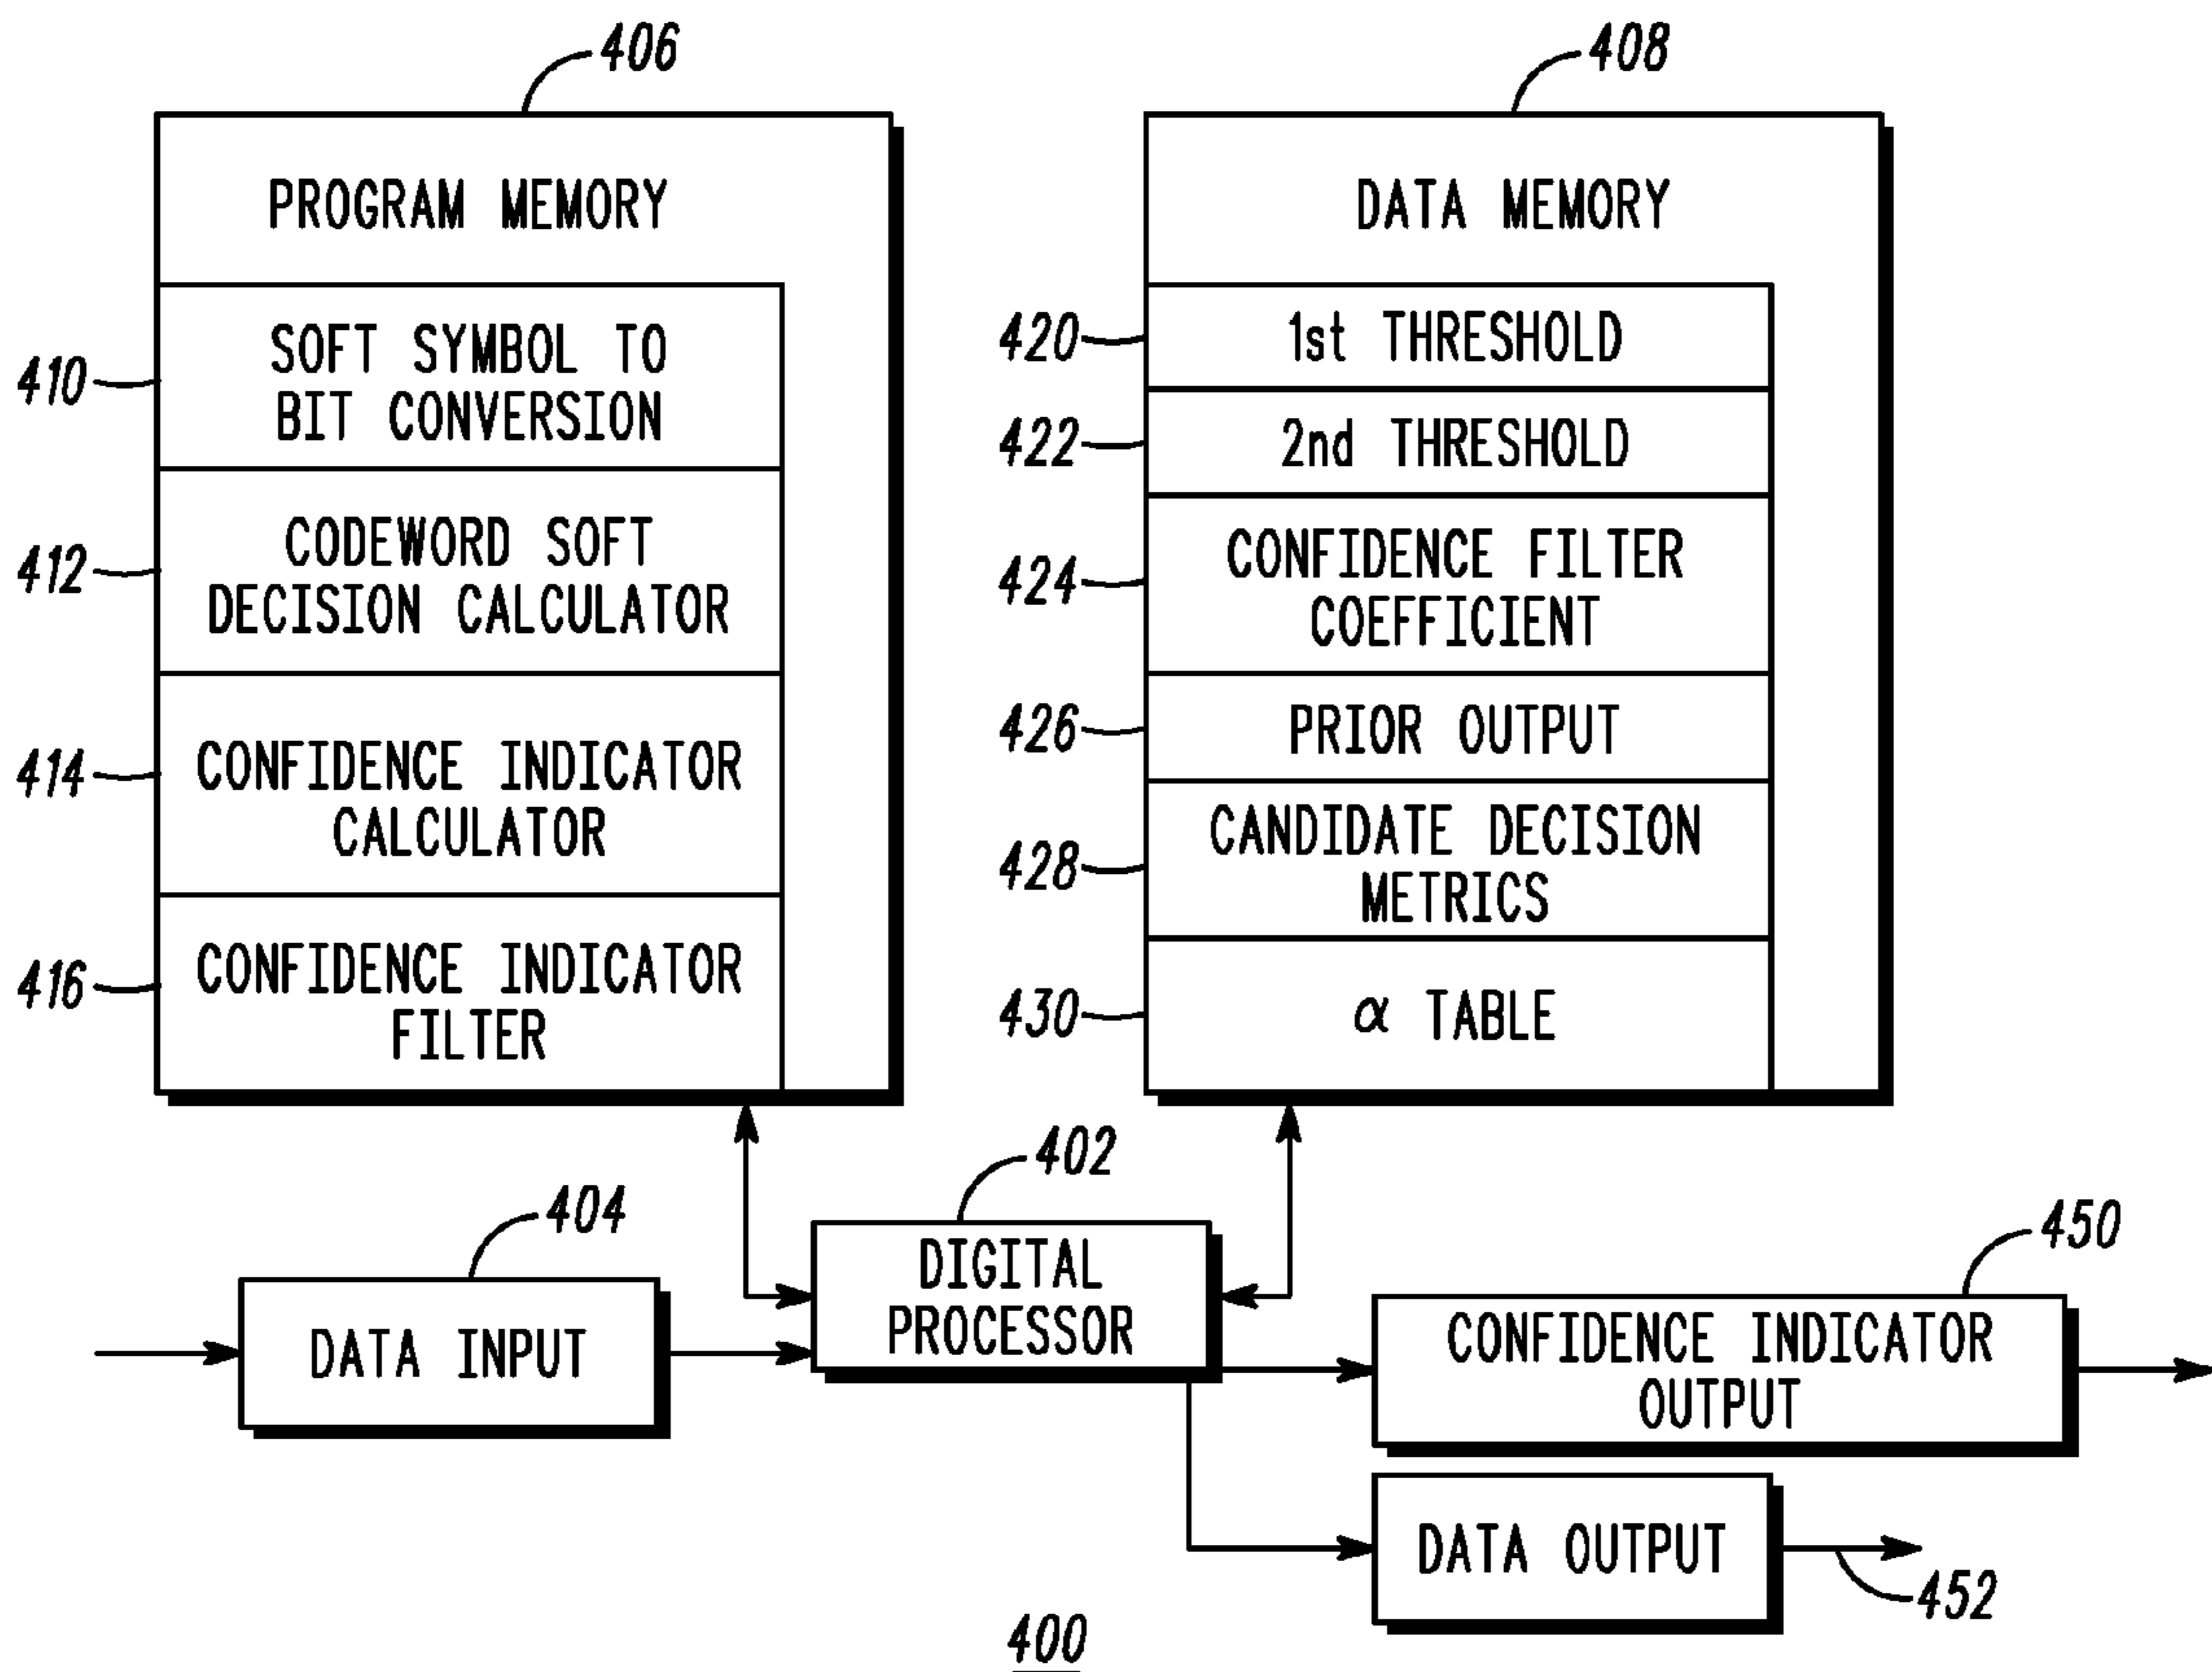 406
PROGRAM MEMORY
410
SOFT SYMBOL TO
BIT CONVERSION
412
CODEWORD SOFT
DECISION CALCULATOR
414
CONFIDENCE INDICATOR
CALCULATOR
416
CONFIDENCE INDICATOR
FILTER
408
DATA MEMORY
420
1st THRESHOLD
422
2nd THRESHOLD
424
CONFIDENCE FILTER
COEFFICIENT
426
PRIOR OUTPUT
428
CANDIDATE DECISION
METRICS
430
α TABLE
404
DATA INPUT
402
DIGITAL
PROCESSOR
450
CONFIDENCE INDICATOR
OUTPUT
DATA OUTPUT
452
400